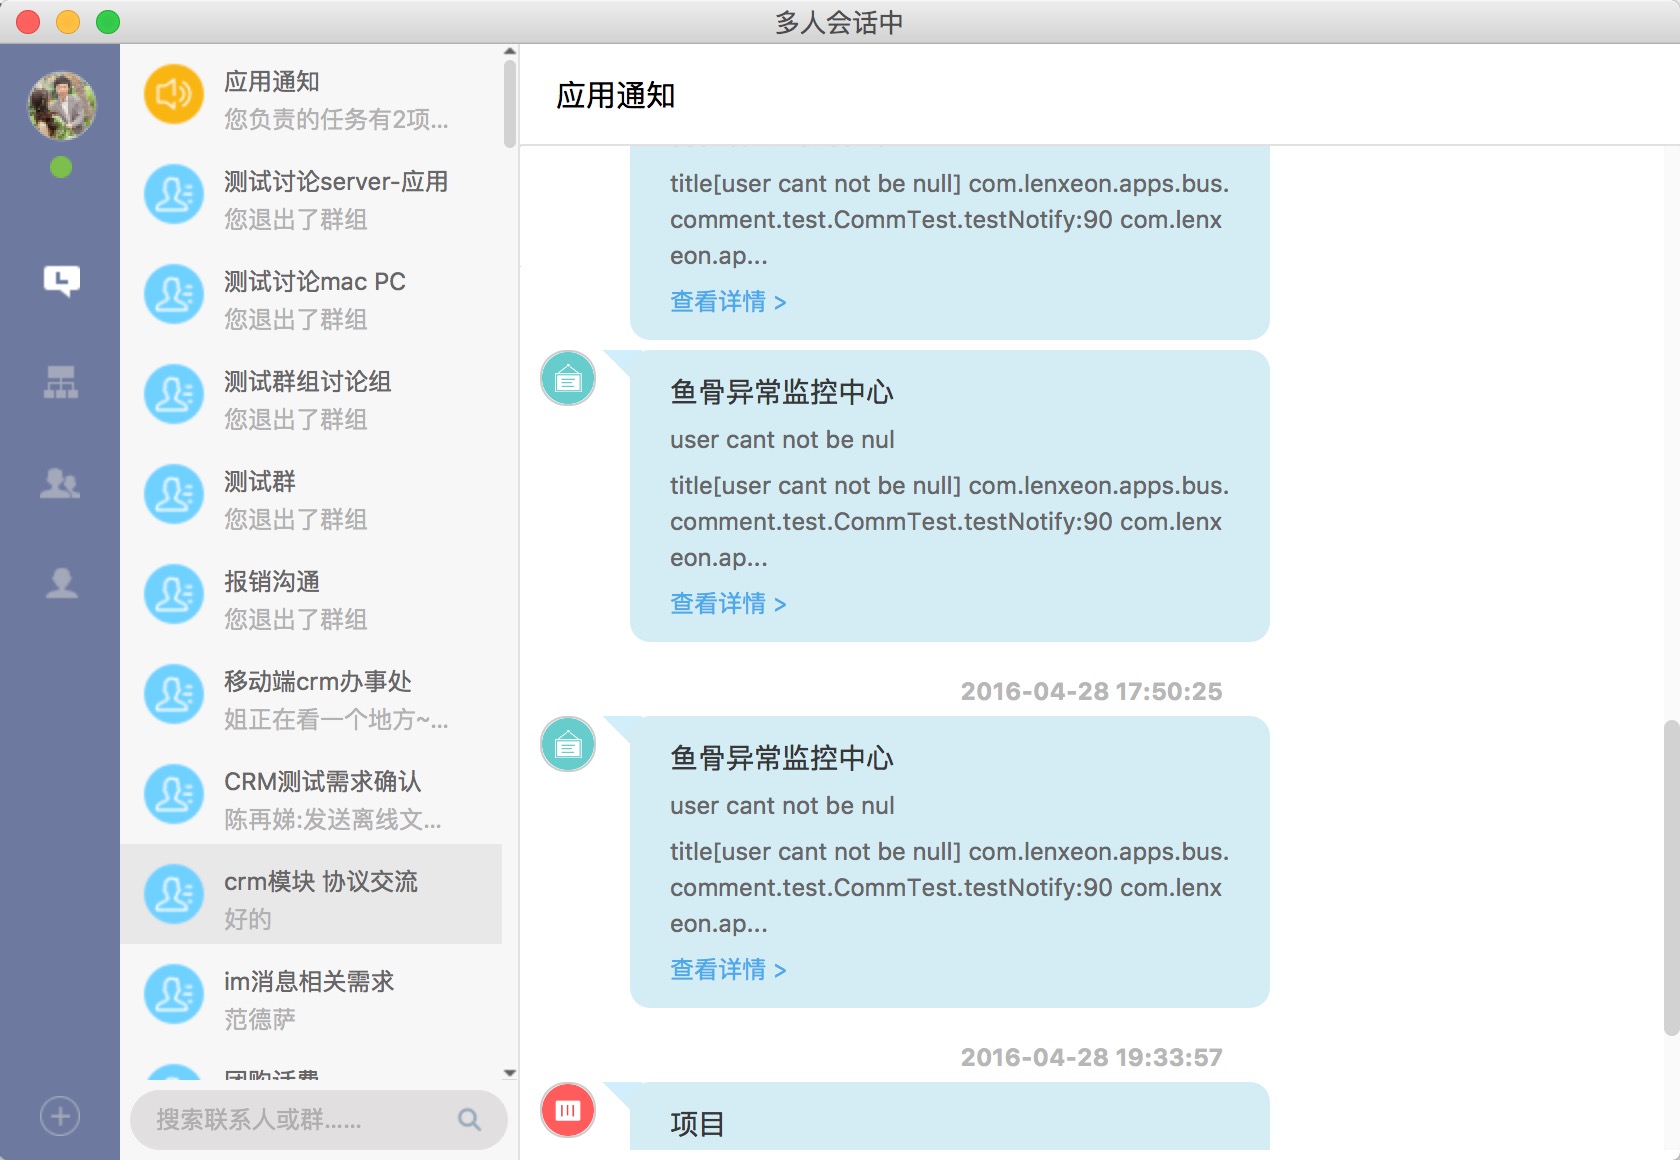 多人会话中
应用通知
您负责的任务有2项...
测试讨论server-应用
您退出了群组
测试讨论mac PC
您退出了群组
测试群组讨论组
您退出了群组
测试群
您退出了群组
报销沟通
您退出了群组
移动端crm办事处
姐正在看一个地方~...
CRM测试需求确认
陈再娣:发送离线文...
crm模块 协议交流
好的
im消息相关需求
范德萨
团购话费
搜索联系人或群......
应用通知
title[user cant not be null] com.lenxeon.apps.bus.
comment.test.CommTest.testNotify:90 com.lenx
eon.ap...
查看详情 >
鱼骨异常监控中心
user cant not be nul
title[user cant not be null] com.lenxeon.apps.bus.
comment.test.CommTest.testNotify:90 com.lenx
eon.ap...
查看详情 >
2016-04-28 17:50:25
鱼骨异常监控中心
user cant not be nul
title[user cant not be null] com.lenxeon.apps.bus.
comment.test.CommTest.testNotify:90 com.lenx
eon.ap...
查看详情 >
2016-04-28 19:33:57
项目